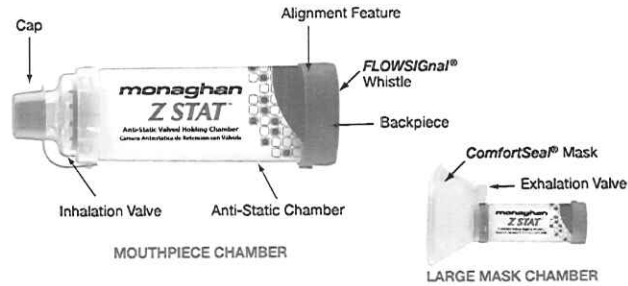 Cap
Alignment Feature
FLOWSIGnal®
Whistle
monaghan
Z STAT™
Anti-Static Valved Holding Chamber
Cámara Antiestática de Retención con Válvula
Backpiece
Inhalation Valve
Anti-Static Chamber
MOUTHPIECE CHAMBER
ComfortSeal® Mask
Exhalation Valve
monaghan
Z STAT
LARGE MASK CHAMBER